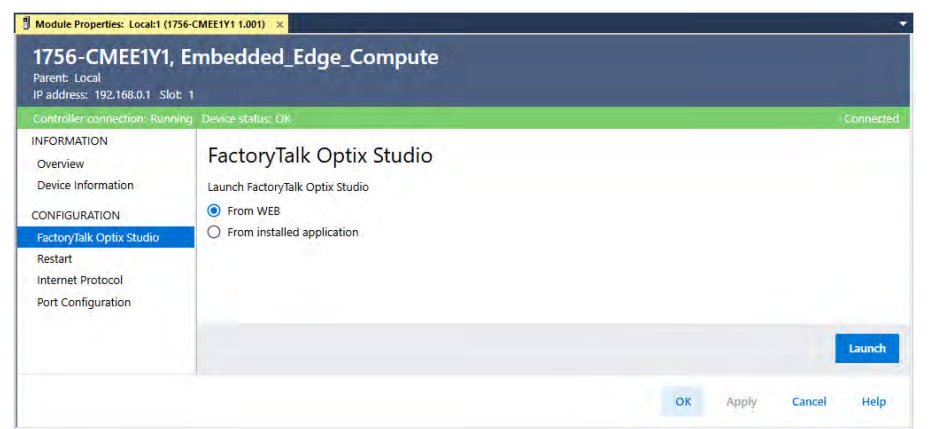 Module Properties: Local:1 (1756-CMEE1Y1 1.001) ×
1756-CMEE1Y1, Embedded_Edge_Compute
Parent: Local
IP address: 192.168.0.1 Slot: 1
Controller connection: Running Device status: OK Connected
INFORMATION
Overview
Device Information
CONFIGURATION
FactoryTalk Optix Studio
Restart
Internet Protocol
Port Configuration
FactoryTalk Optix Studio
Launch FactoryTalk Optix Studio
From WEB
From installed application
Launch
OK Apply Cancel Help